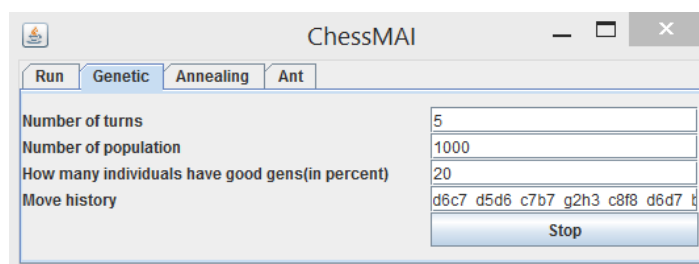 ChessMAI
Run Genetic Annealing Ant
Number of turns 5
Number of population 1000
How many individuals have good gens(in percent) 20
Move history d6c7 d5d6 c7b7 g2h3 c8f8 d6d7
Stop